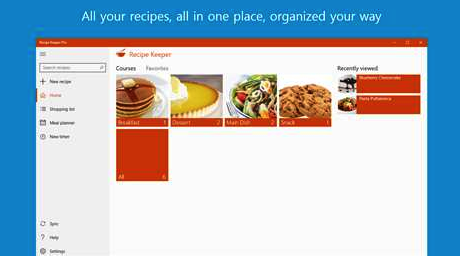 All your recipes, all in one place, organized your way
Recipe Keeper Pro
Recipe Keeper
Search recipes
Courses
Favorites
Recently viewed
New recipe
Home
Shopping list
Meal planner
New timer
Blueberry Cheesecake
Pasta Puttanesca
Breakfast 1
Dessert 2
Main Dish 2
Snack 1
All 6
Sync
Help
Settings